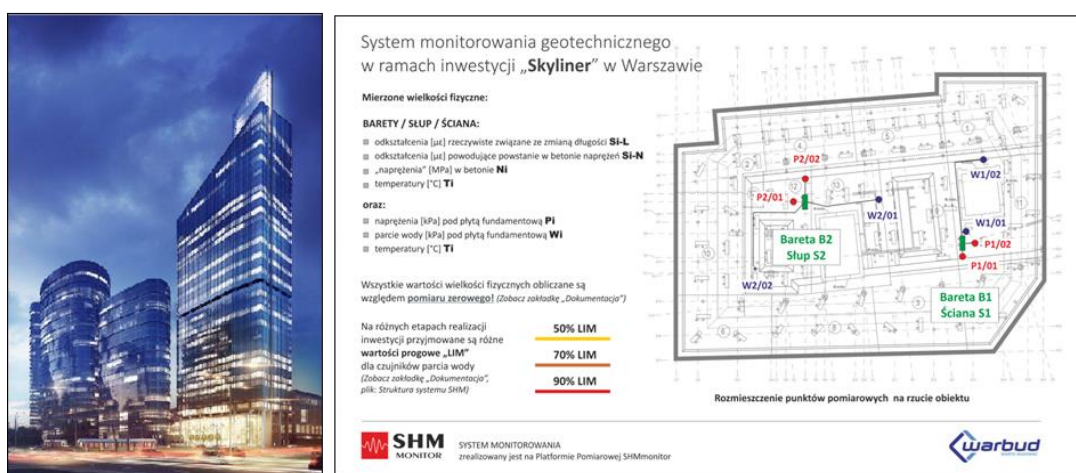 System monitorowania geotechnicznego
w ramach inwestycji „Skyliner” w Warszawie
Mierzone wielkości fizyczne:
BARETY / SŁUP / ŚCIANA:
odkształcenia [με] rzeczywiste związane ze zmianą długości Si-L
odkształcenia [με] powodujące powstanie w betonie naprężeń Si-N
„naprężenia” [MPa] w betonie Ni
temperatury [°C] Ti
oraz:
naprężenia [kPa] pod płytą fundamentową Pi
parcie wody [kPa] pod płytą fundamentową Wi
temperatury [°C] Ti
Wszystkie wartości wielkości fizycznych obliczane są
względem pomiaru zerowego! (Zobacz zakładkę „Dokumentacja”)
Na różnych etapach realizacji
inwestycji przyjmowane są różne
wartości progowe „LIM”
dla czujników parcia wody
(Zobacz zakładkę „Dokumentacja”,
plik: Struktura systemu SHM)
50% LIM
70% LIM
90% LIM
P2/02
W1/02
P2/01
W2/01
W1/01
Bareta B2
Słup S2
P1/02
P1/01
W2/02
Bareta B1
Ściana S1
Rozmieszczenie punktów pomiarowych na rzucie obiektu
SHM
MONITOR
SYSTEM MONITOROWANIA
zrealizowany jest na Platformie Pomiarowej SHMmonitor
warbud